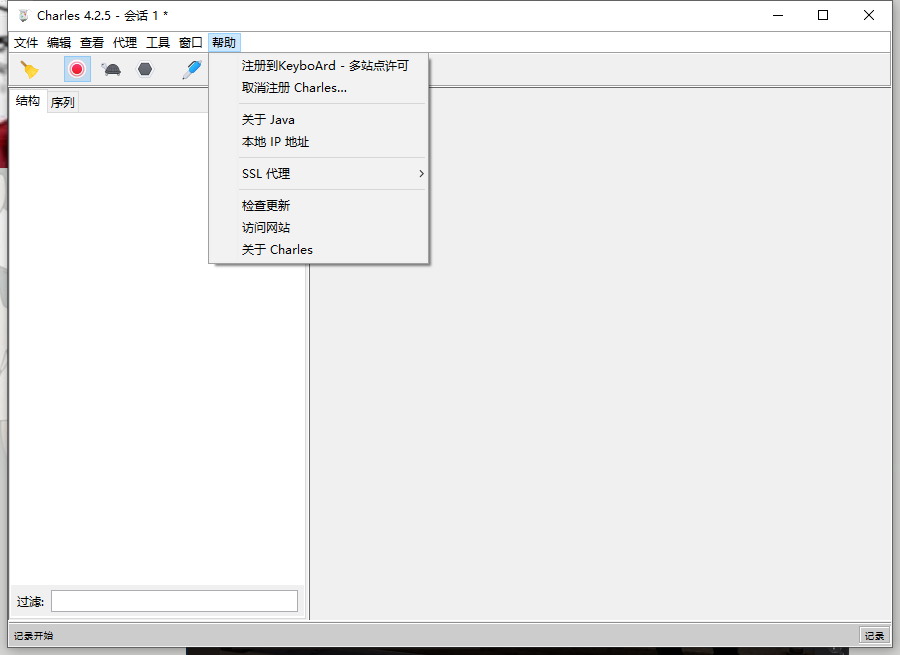 Charles 4.2.5 - 会话 1 *
文件 编辑 查看 代理 工具 窗口 帮助
注册到KeyboArd - 多站点许可
取消注册 Charles...
关于 Java
本地 IP 地址
SSL 代理
检查更新
访问网站
关于 Charles
结构 序列
过滤:
记录开始 记录